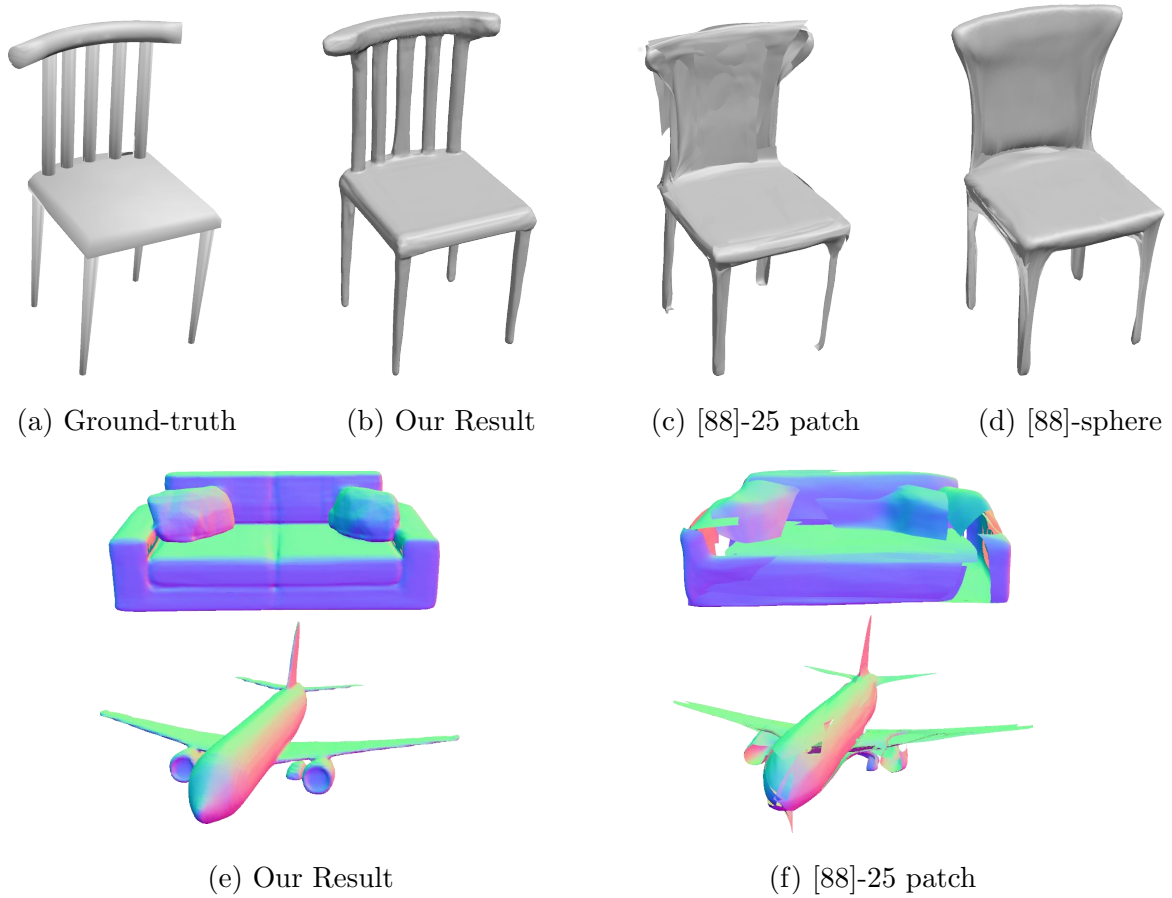 (a) Ground-truth
(b) Our Result
(c) [88]-25 patch
(d) [88]-sphere
(e) Our Result
(f) [88]-25 patch